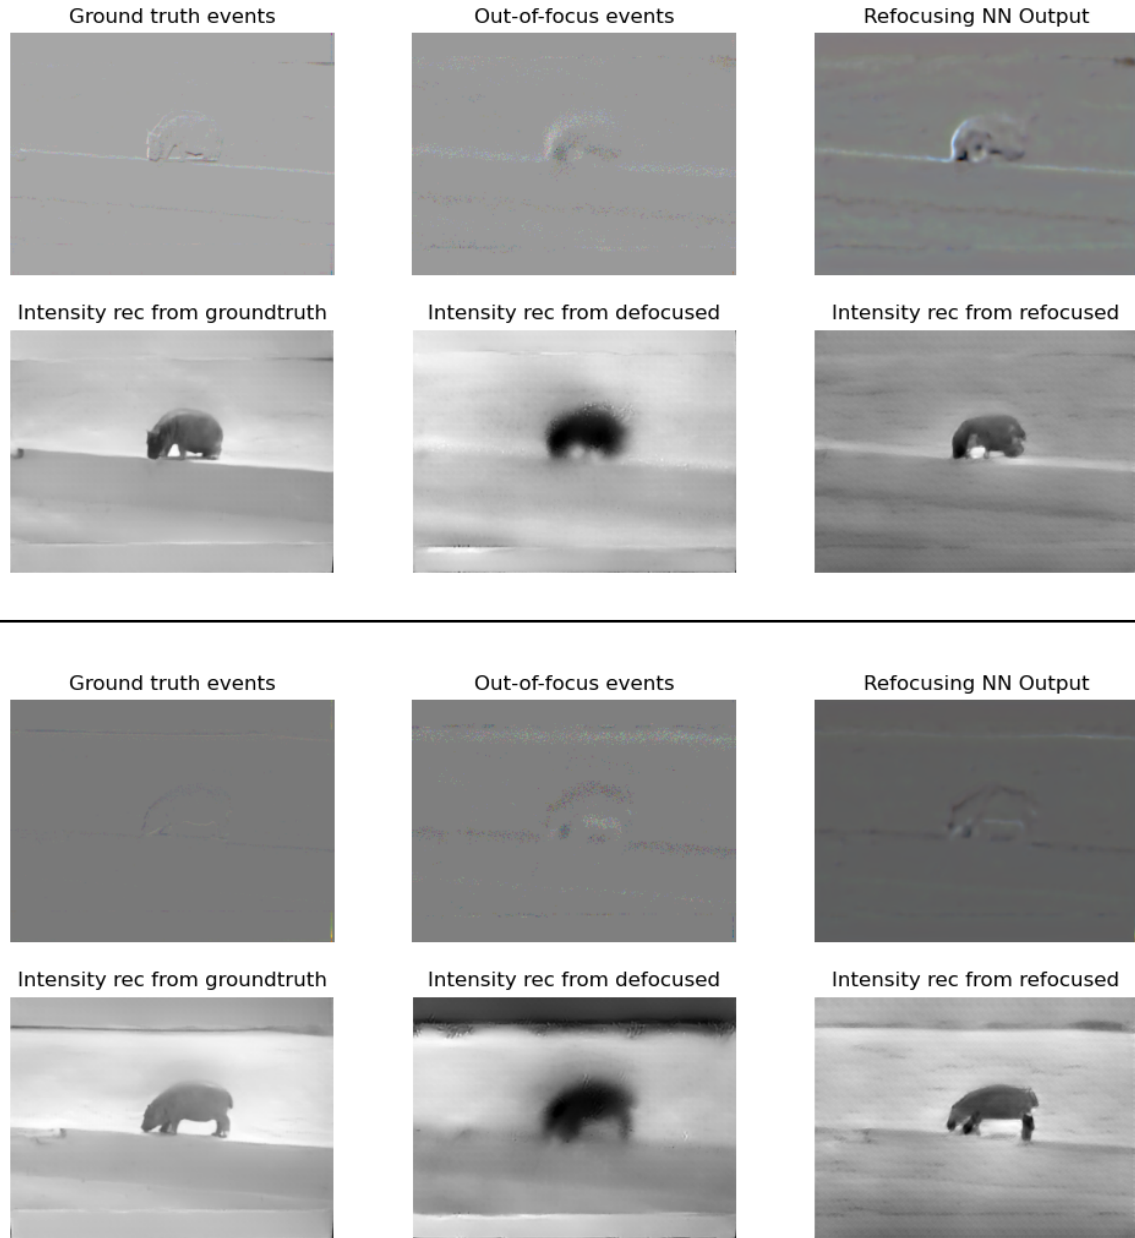 Ground truth events
Out-of-focus events
Refocusing NN Output
Intensity rec from groundtruth
Intensity rec from defocused
Intensity rec from refocused
Ground truth events
Out-of-focus events
Refocusing NN Output
Intensity rec from groundtruth
Intensity rec from defocused
Intensity rec from refocused